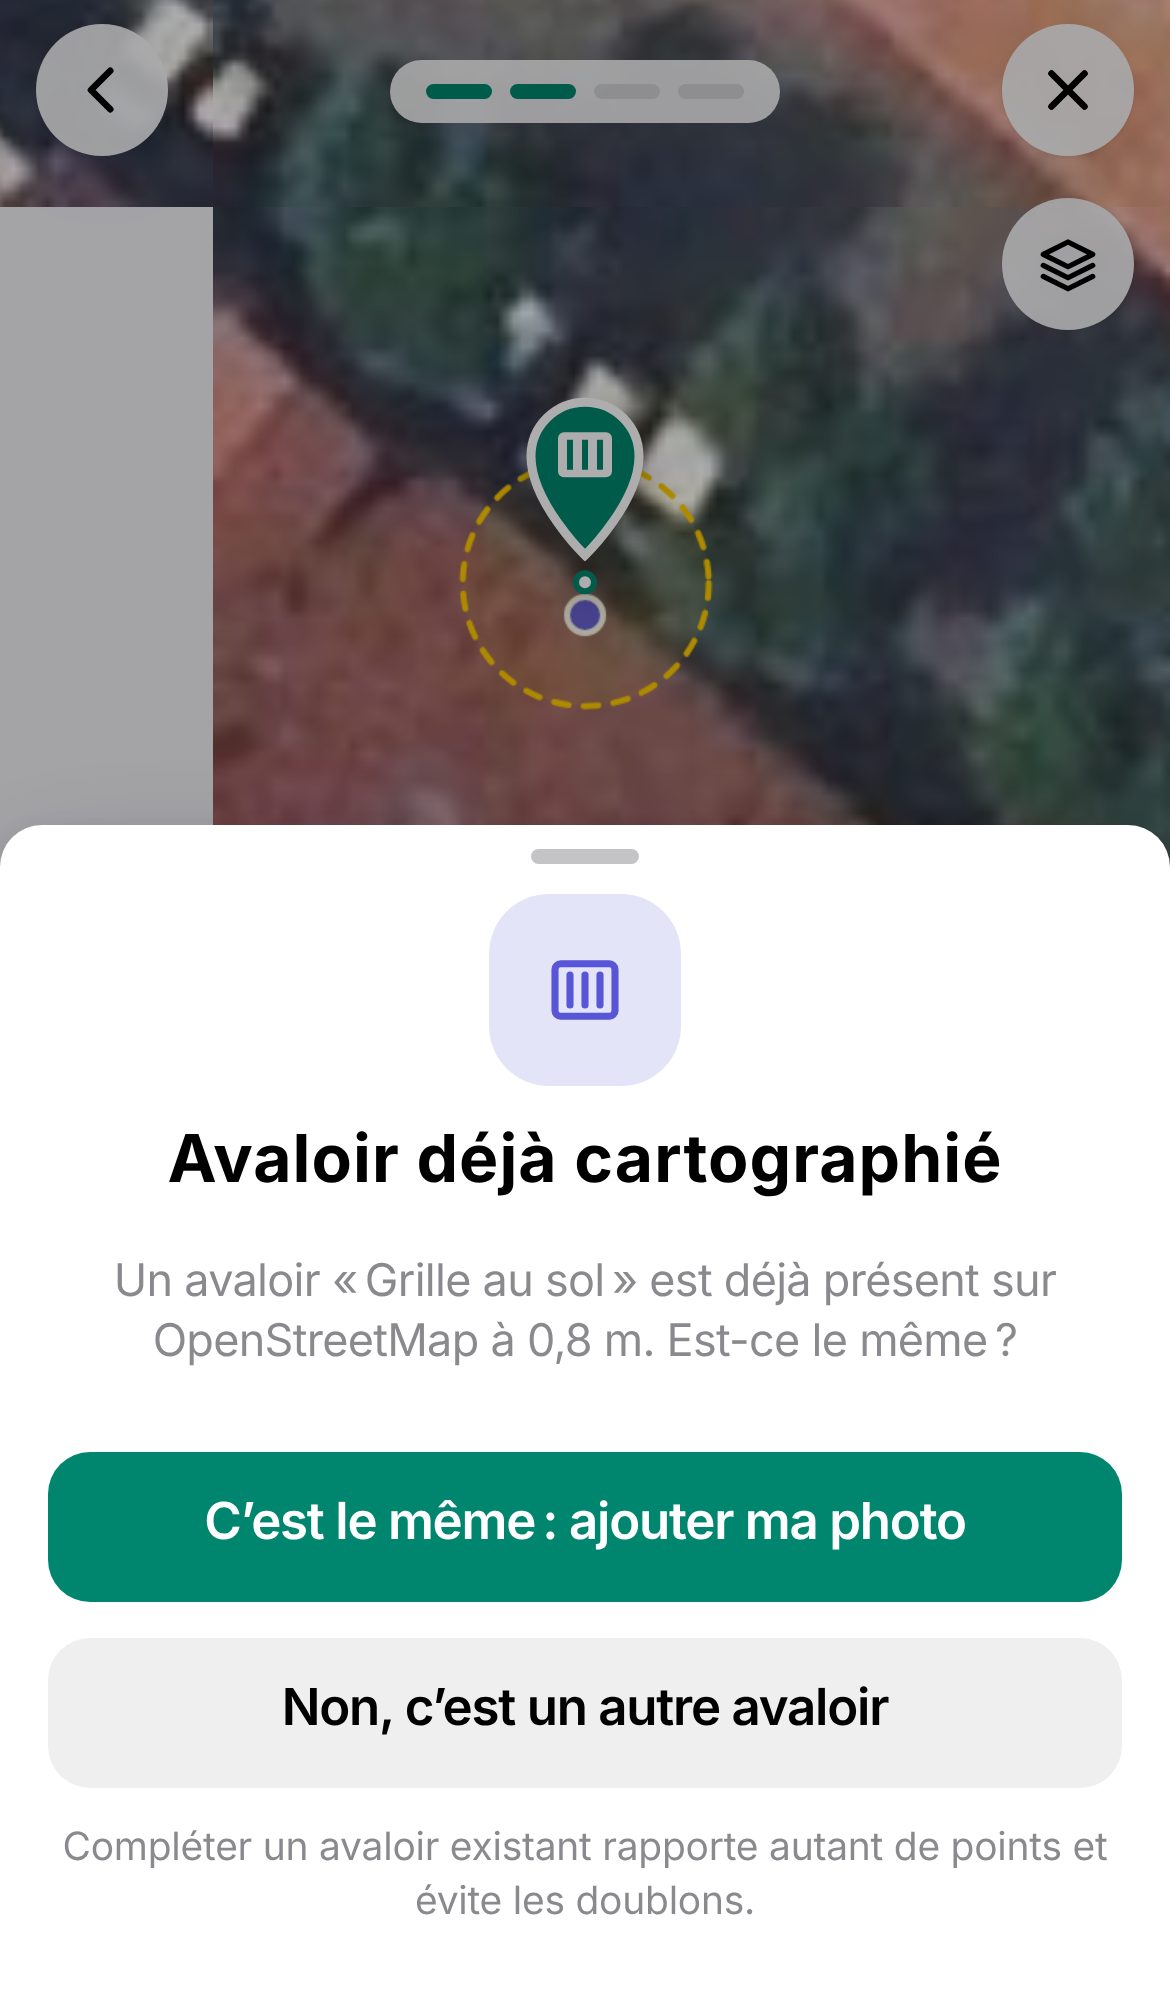 Avaloir déjà cartographié
Un avaloir « Grille au sol » est déjà présent sur
OpenStreetMap à 0,8 m. Est-ce le même ?
C’est le même : ajouter ma photo
Non, c’est un autre avaloir
Compléter un avaloir existant rapporte autant de points et
évite les doublons.